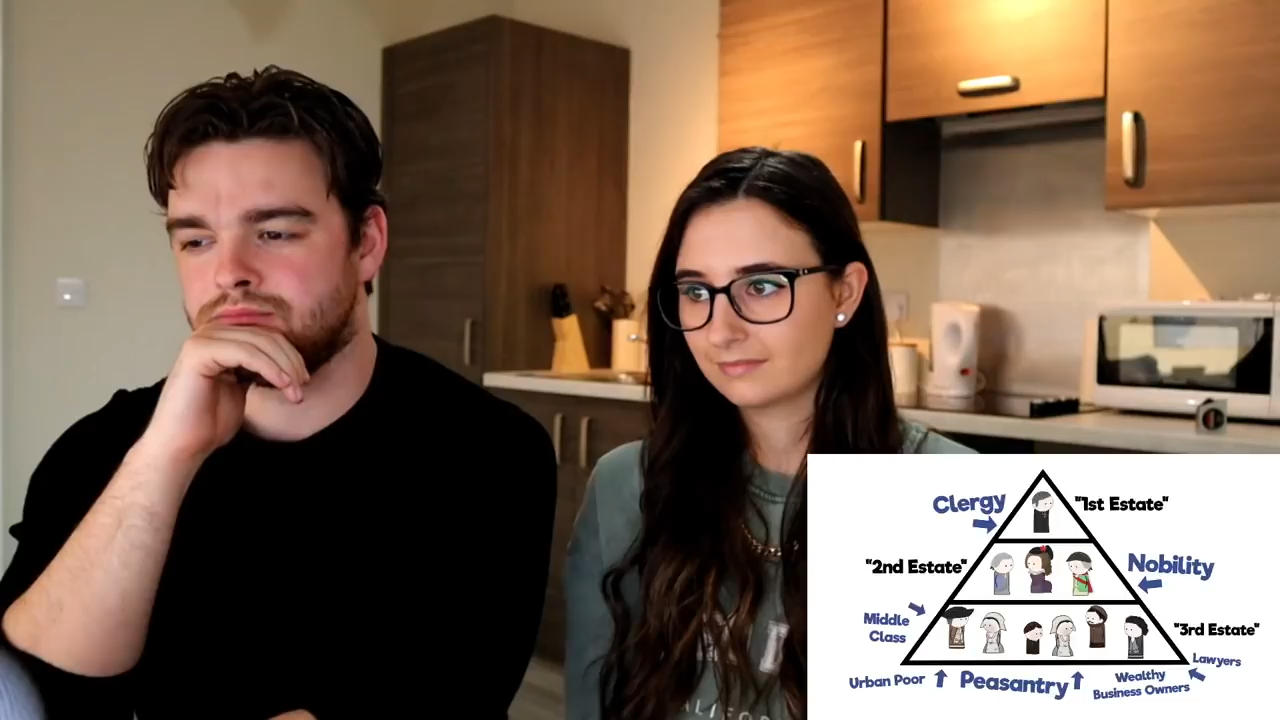 Clergy
"1st Estate"
"2nd Estate"
Nobility
Middle
Class
"3rd Estate"
Lawyers
Urban Poor
Peasantry
Wealthy
Business Owners